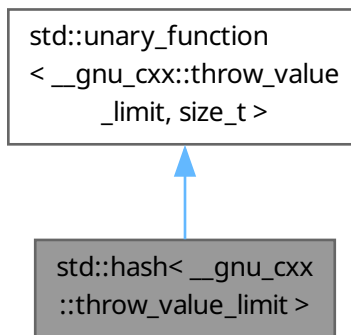 std::unary_function
< __gnu_cxx::throw_value
_limit, size_t >
std::hash< __gnu_cxx
::throw_value_limit >